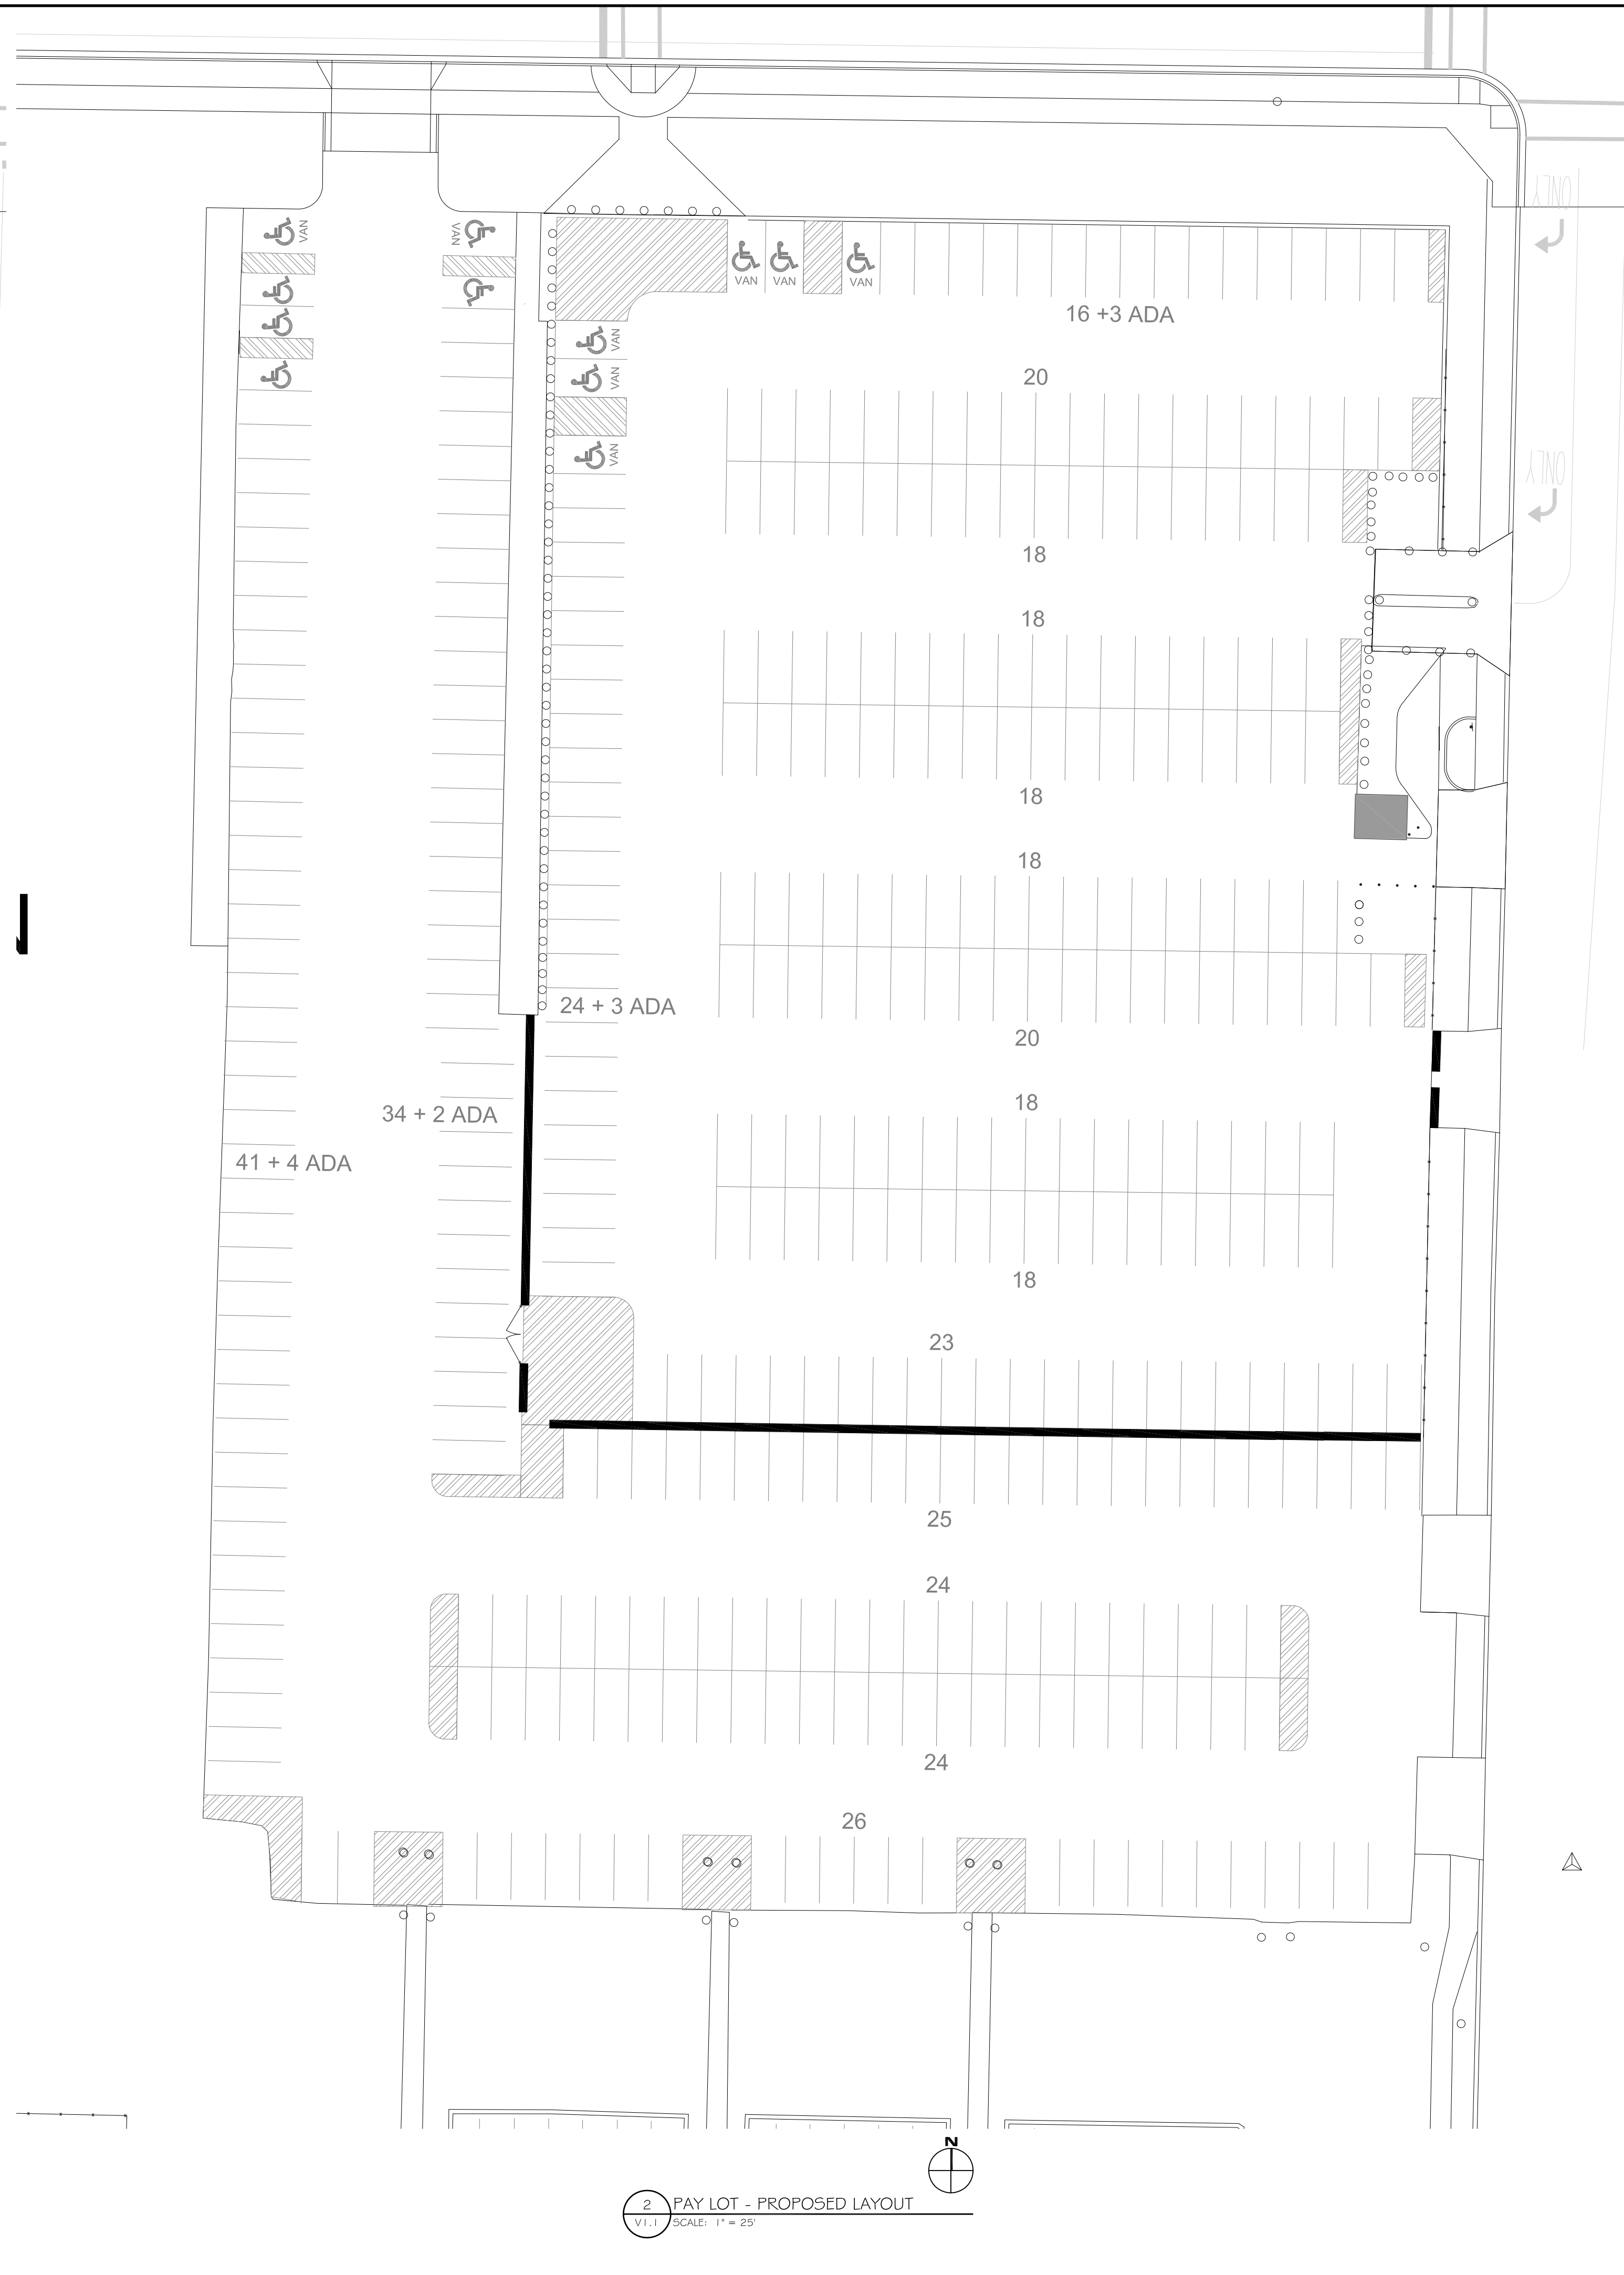 ONLY
VAN
VAN
VAN
VAN
VAN
16 +3 ADA
VAN
VAN
20
VAN
ONLY
18
18
18
18
24 + 3 ADA
20
18
34 + 2 ADA
41 + 4 ADA
18
23
25
24
24
26
N
2
PAY LOT - PROPOSED LAYOUT
V1.1
SCALE: 1" = 25'